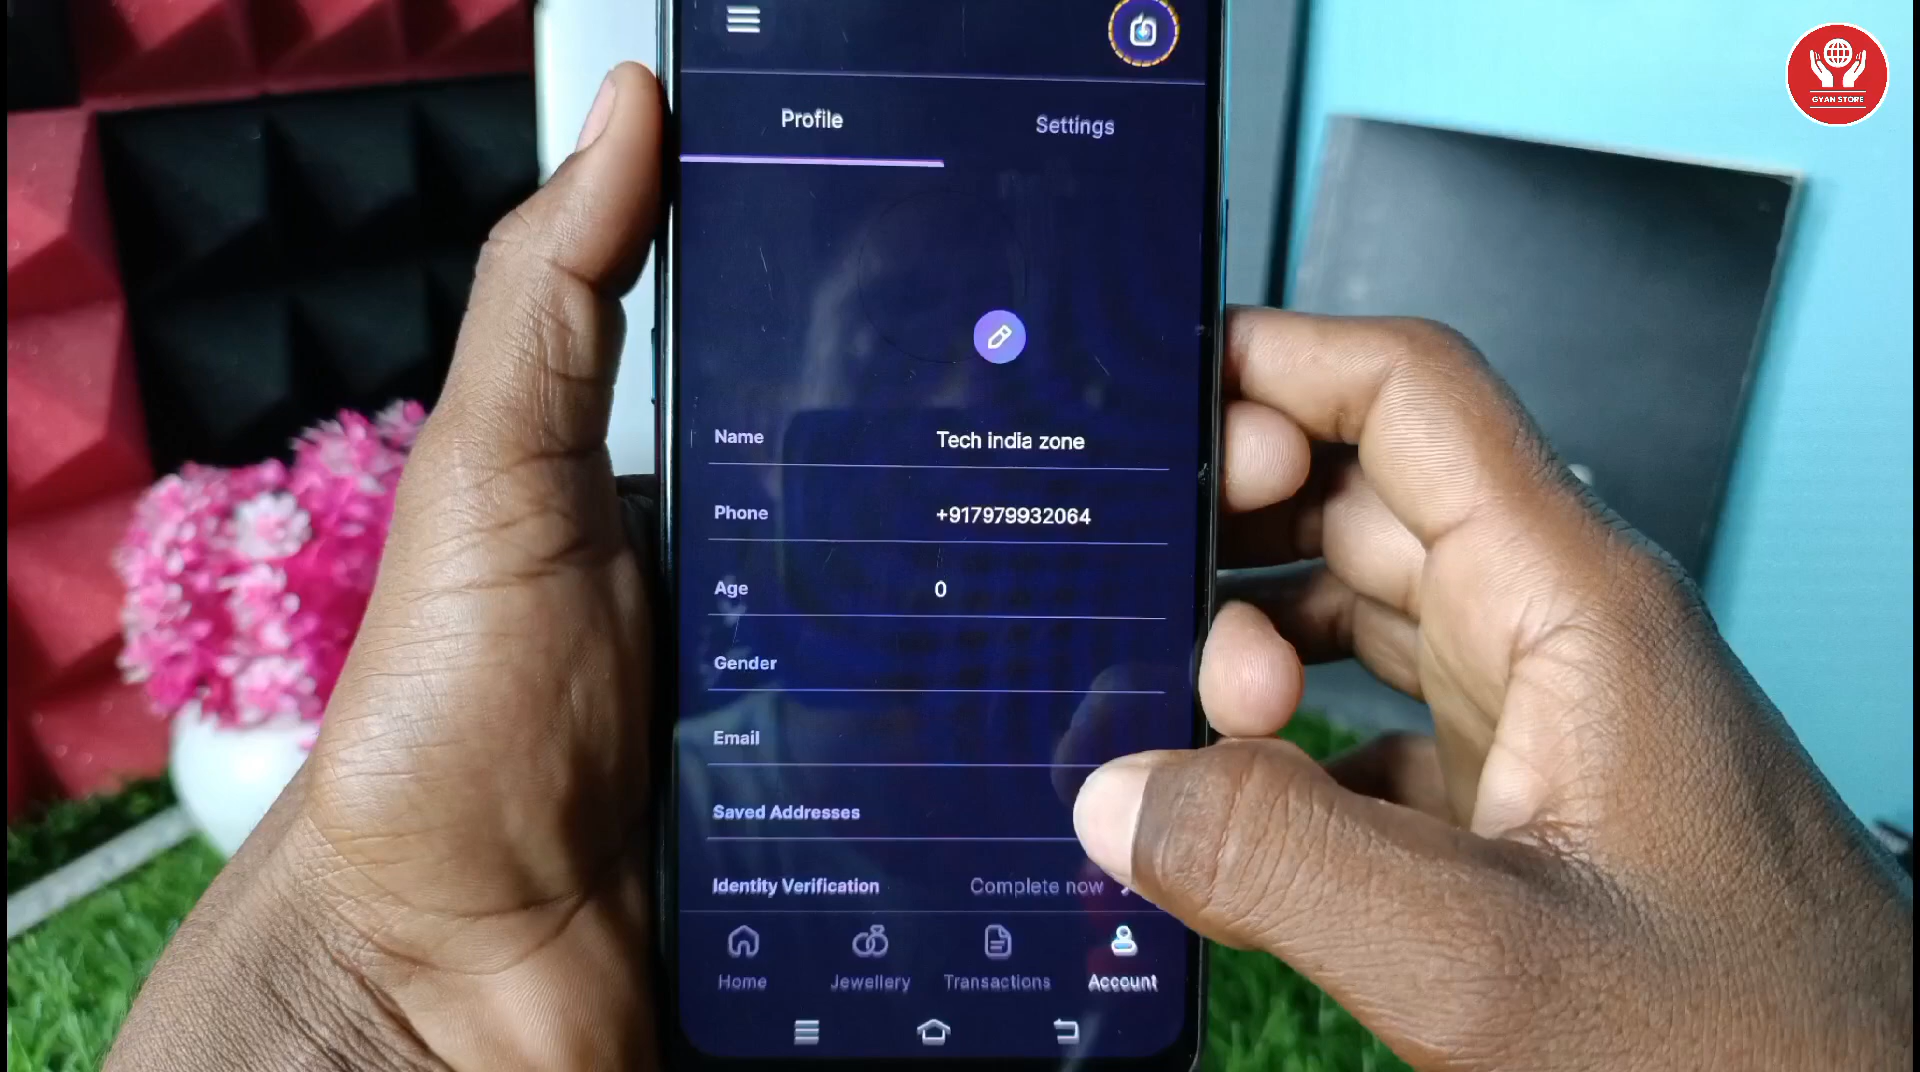 GYAN STORE
Profile
Settings
Name
Tech india zone
Phone
+917979932064
Age
0
Gender
Email
Saved Addresses
Identity Verification
Complete now
Home
Jewellery
Transactions
Account